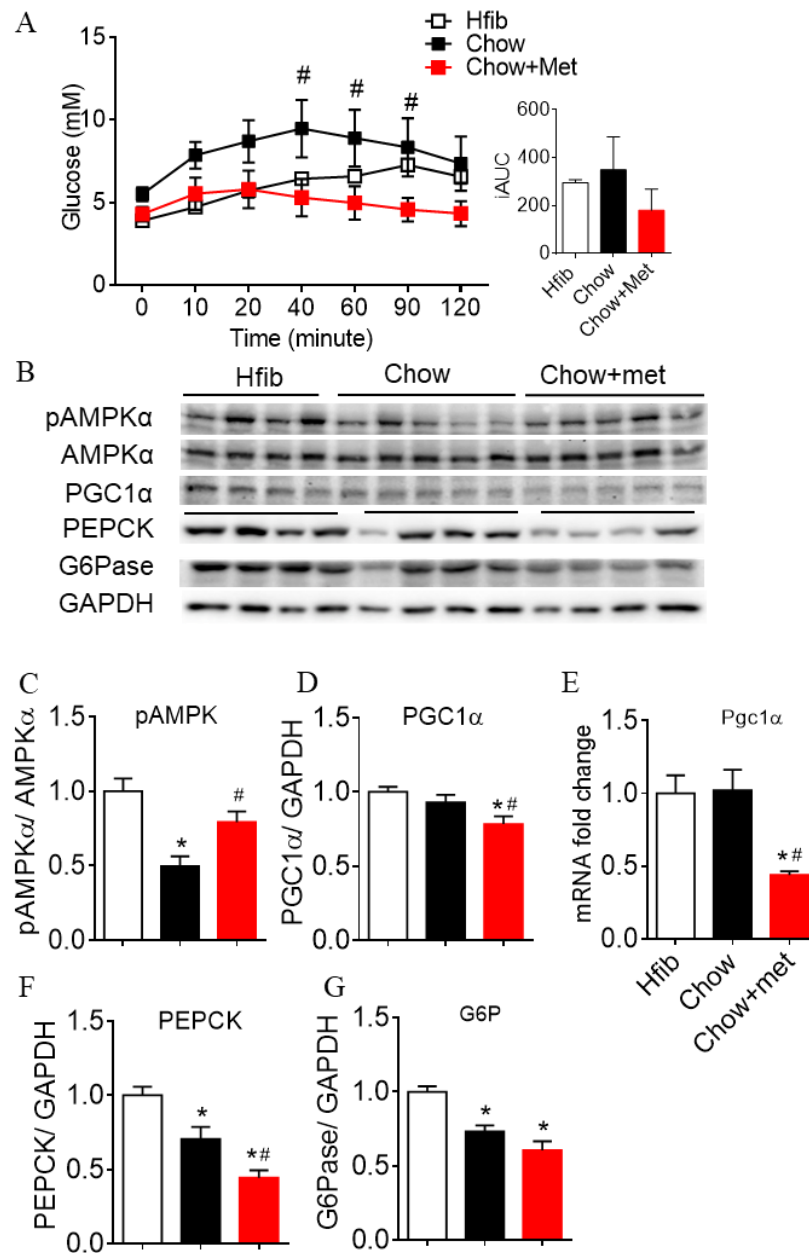 A
Hfib
Chow
Chow+Met
Glucose (mM)
15
10
5
0
# # #
0 10 20 40 60 90 120
Time (minute)
iAUC
600
400
200
0
Hfib
Chow
Chow+Met
B
Hfib Chow Chow+met
pAMPKα
AMPKα
PGC1α
PEPCK
G6Pase
GAPDH
C
pAMPK
pAMPKα/ AMPKα
1.5
1.0
0.5
0.0
*
#
D
PGC1α
PGC1α/ GAPDH
1.5
1.0
0.5
0.0
*#
E
Pgc1α
mRNA fold change
1.5
1.0
0.5
0.0
*#
Hfib
Chow
Chow+met
F
PEPCK
PEPCK/ GAPDH
1.5
1.0
0.5
0.0
*
*#
G
G6P
G6Pase/ GAPDH
1.5
1.0
0.5
0.0
*
*